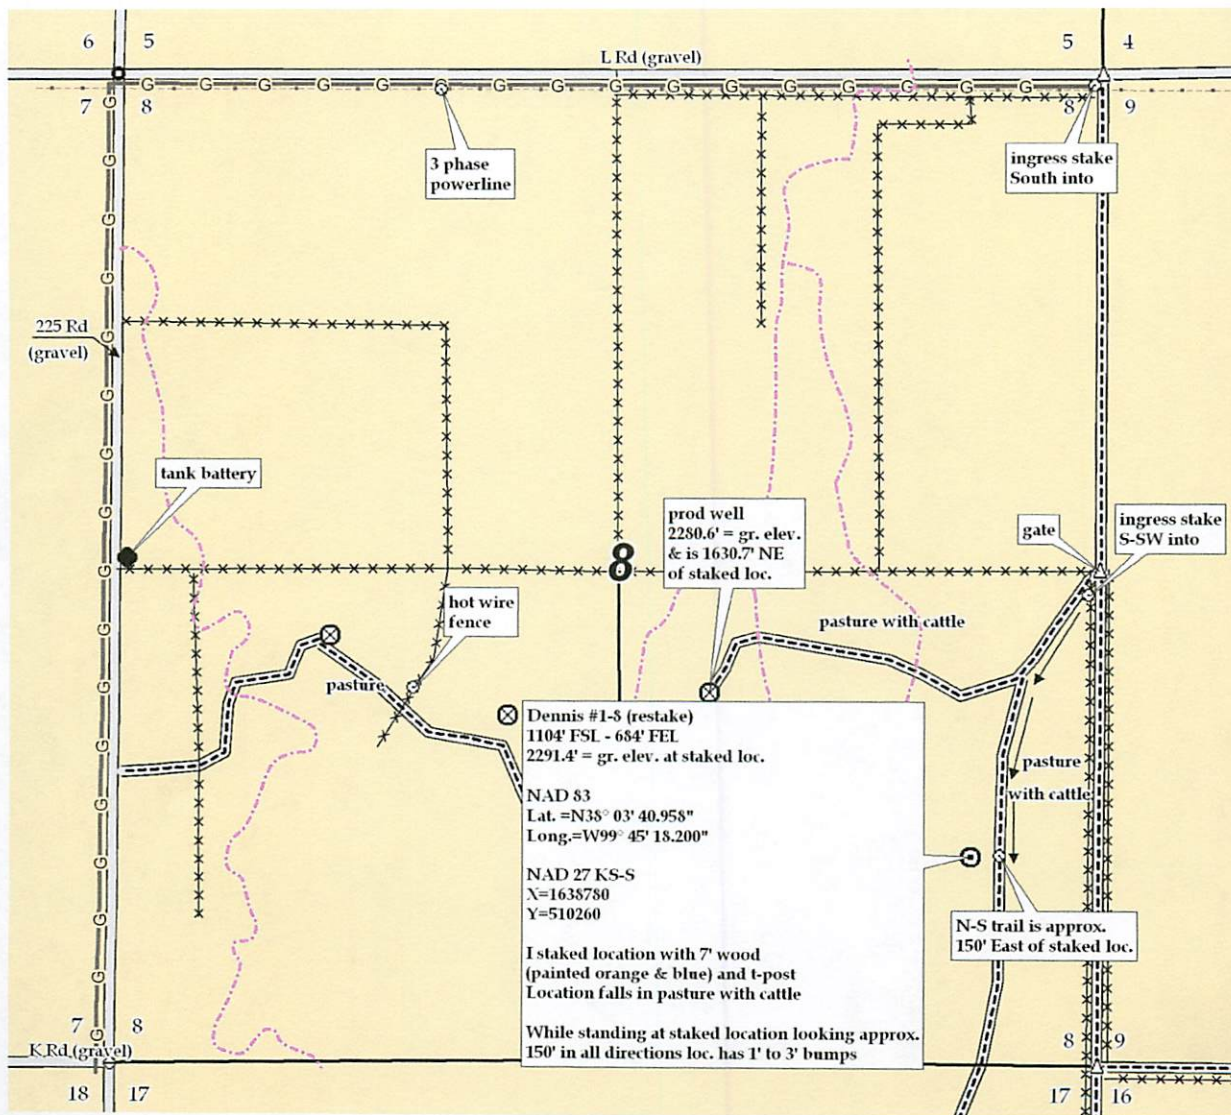 6 5
5 4
L Rd (gravel)
G G G G G G G G G G G G G G G G
7 8
8 9
3 phase
powerline
ingress stake
South into
225 Rd
(gravel)
tank battery
prod well
2280.6' = gr. elev.
& is 1630.7' NE
of staked loc.
gate
ingress stake
S-SW into
8
hot wire
fence
pasture with cattle
pasture
Dennis #1-8 (restake)
1104' FSL - 684' FEL
2291.4' = gr. elev. at staked loc.
NAD 83
Lat. =N38° 03' 40.958"
Long.=W99° 45' 18.200"
NAD 27 KS-S
X=1638780
Y=510260
I staked location with 7' wood
(painted orange & blue) and t-post
Location falls in pasture with cattle
While standing at staked location looking approx.
150' in all directions loc. has 1' to 3' bumps
pasture
with cattle
N-S trail is approx.
150' East of staked loc.
7 8
8 9
K Rd (gravel)
18 17
17 16